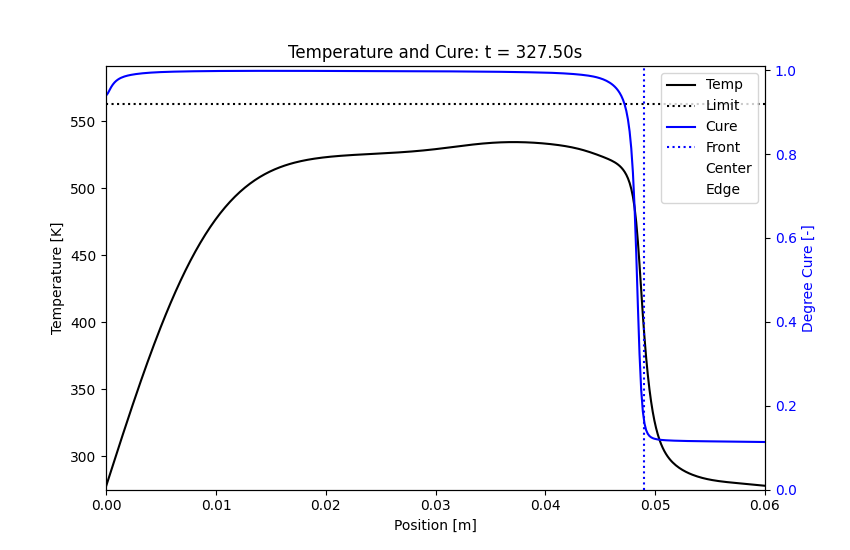 Temperature and Cure: t = 327.50s
Temp
Limit
Cure
Front
Center
Edge
Temperature [K]
550
500
450
400
350
300
Degree Cure [-]
1.0
0.8
0.6
0.4
0.2
0.0
0.00 0.01 0.02 0.03 0.04 0.05 0.06
Position [m]